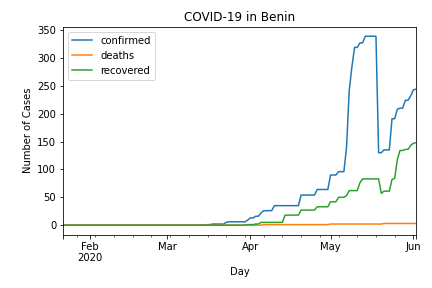 COVID-19 in Benin
confirmed
deaths
recovered
Number of Cases
350
300
250
200
150
100
50
0
Feb
2020
Mar
Apr
May
Jun
Day